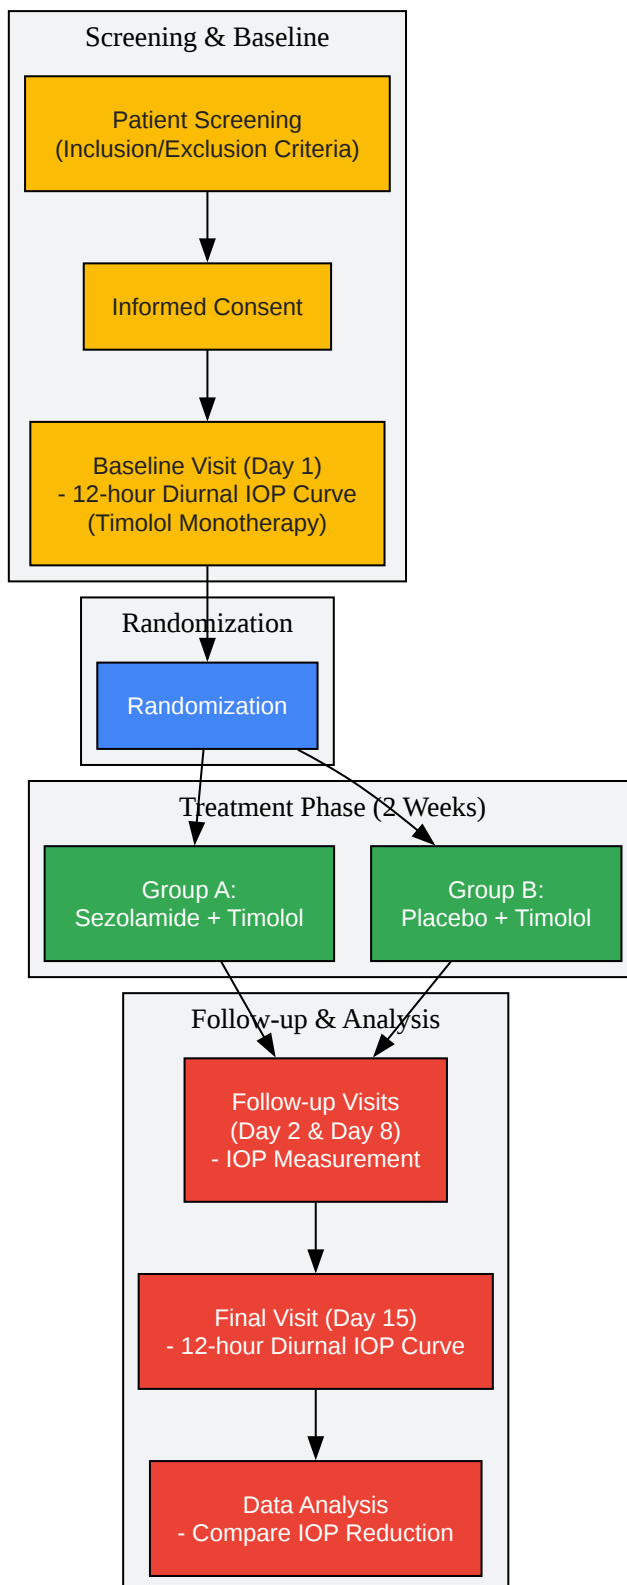 Screening & Baseline
Patient Screening
(Inclusion/Exclusion Criteria)
Informed Consent
Baseline Visit (Day 1)
- 12-hour Diurnal IOP Curve
(Timolol Monotherapy)
Randomization
Randomization
Treatment Phase (2 Weeks)
Group A:
Sezolamide + Timolol
Group B:
Placebo + Timolol
Follow-up & Analysis
Follow-up Visits
(Day 2 & Day 8)
- IOP Measurement
Final Visit (Day 15)
- 12-hour Diurnal IOP Curve
Data Analysis
- Compare IOP Reduction